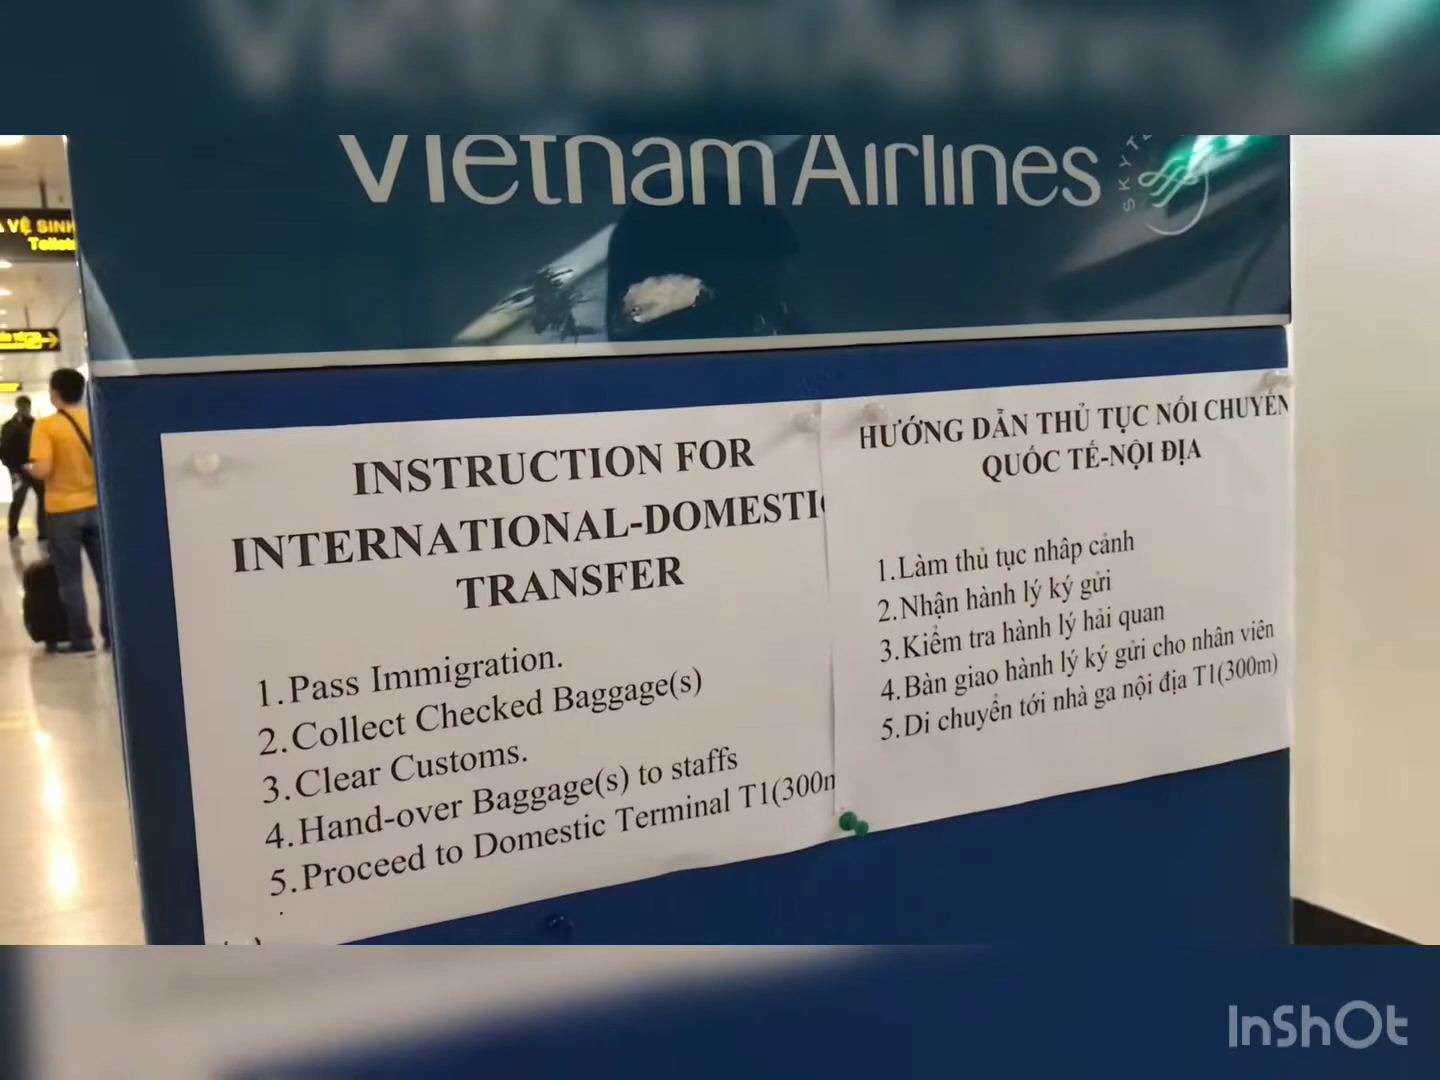 Vietnam Airlines
VỆ SINH
Toilets
INSTRUCTION FOR
INTERNATIONAL-DOMESTIC
TRANSFER
1.Pass Immigration.
2.Collect Checked Baggage(s)
3.Clear Customs.
4.Hand-over Baggage(s) to staffs
5.Proceed to Domestic Terminal T1(300m
HƯỚNG DẪN THỦ TỤC NỐI CHUYẾN
QUỐC TẾ-NỘI ĐỊA
1.Làm thủ tục nhâp cảnh
2.Nhận hành lý ký gửi
3.Kiểm tra hành lý hải quan
4.Bàn giao hành lý ký gửi cho nhân viên
5.Di chuyển tới nhà ga nội địa T1(300m)
InShOt